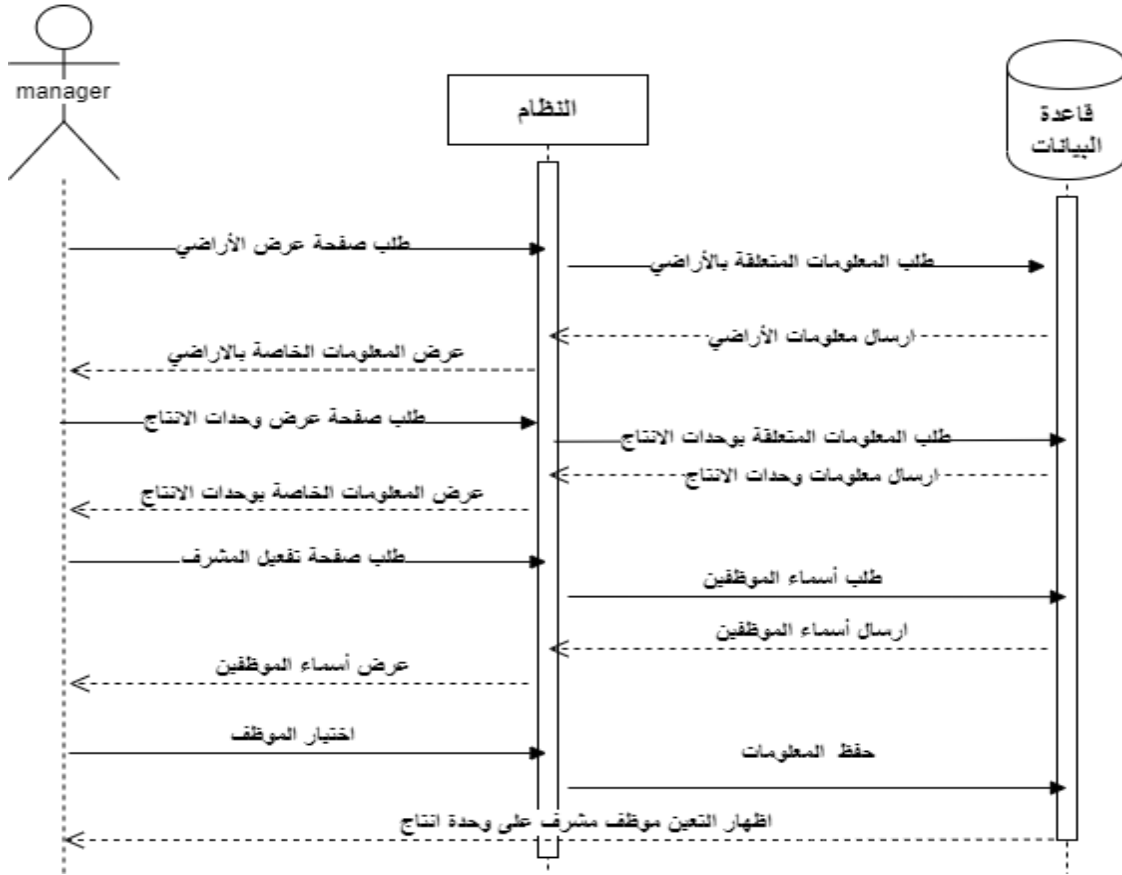 manager
النظام
قاعدة
البيانات
طلب صفحة عرض الأراضي
طلب المعلومات المتعلقة بالأراضي
ارسال معلومات الأراضي
عرض المعلومات الخاصة بالاراضي
طلب صفحة عرض وحدات الانتاج
طلب المعلومات المتعلقة بوحدات الانتاج
ارسال معلومات وحدات الانتاج
عرض المعلومات الخاصة بوحدات الانتاج
طلب صفحة تفعيل المشرف
طلب أسماء الموظفين
ارسال أسماء الموظفين
عرض أسماء الموظفين
اختيار الموظف
حفظ المعلومات
اظهار التعين موظف مشرف على وحدة انتاج